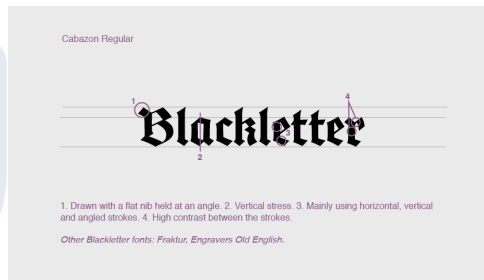 Cabazon Regular
1
4
Blackletter
3
2
1. Drawn with a flat nib held at an angle. 2. Vertical stress. 3. Mainly using horizontal, vertical
and angled strokes. 4. High contrast between the strokes.
Other Blackletter fonts: Fraktur, Engravers Old English.